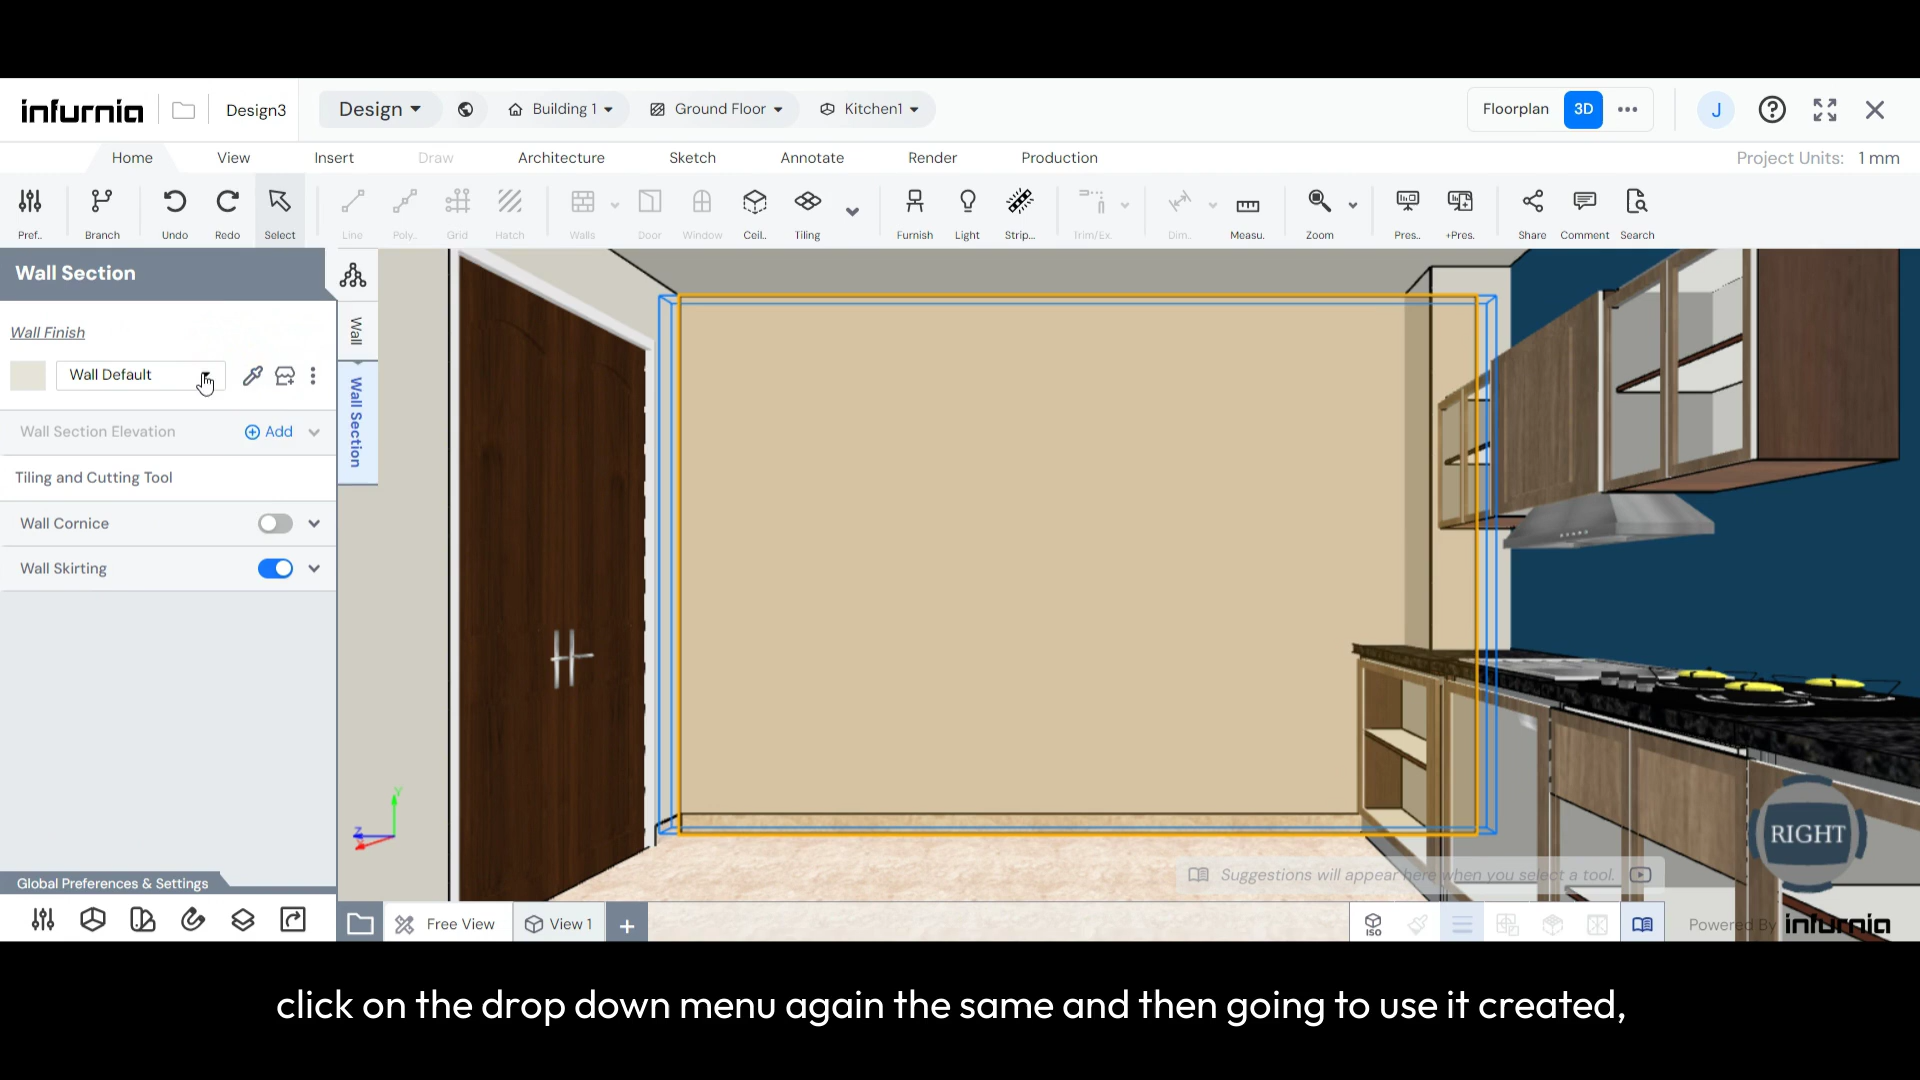 infurnia
Design3
Design
Building 1
Ground Floor
Kitchen1
Floorplan
3D
J
Home
View
Insert
Draw
Architecture
Sketch
Annotate
Render
Production
Project Units: 1 mm
Pref..
Branch
Undo
Redo
Select
Line
Poly..
Grid
Hatch
Walls
Door
Window
Ceil..
Tiling
Furnish
Light
Strip...
Trim/Ex.
Dim..
Measu.
Zoom
Pres..
+Pres.
Share
Comment
Search
Wall Section
Wall Finish
Wall Default
Wall Section Elevation
Add
Tiling and Cutting Tool
Wall Cornice
Wall Skirting
Wall
Wall Section
Y
Z
RIGHT
Suggestions will appear here when you select a tool.
Global Preferences & Settings
Free View
View 1
ISO
Powered By infurnia
click on the drop down menu again the same and then going to use it created,